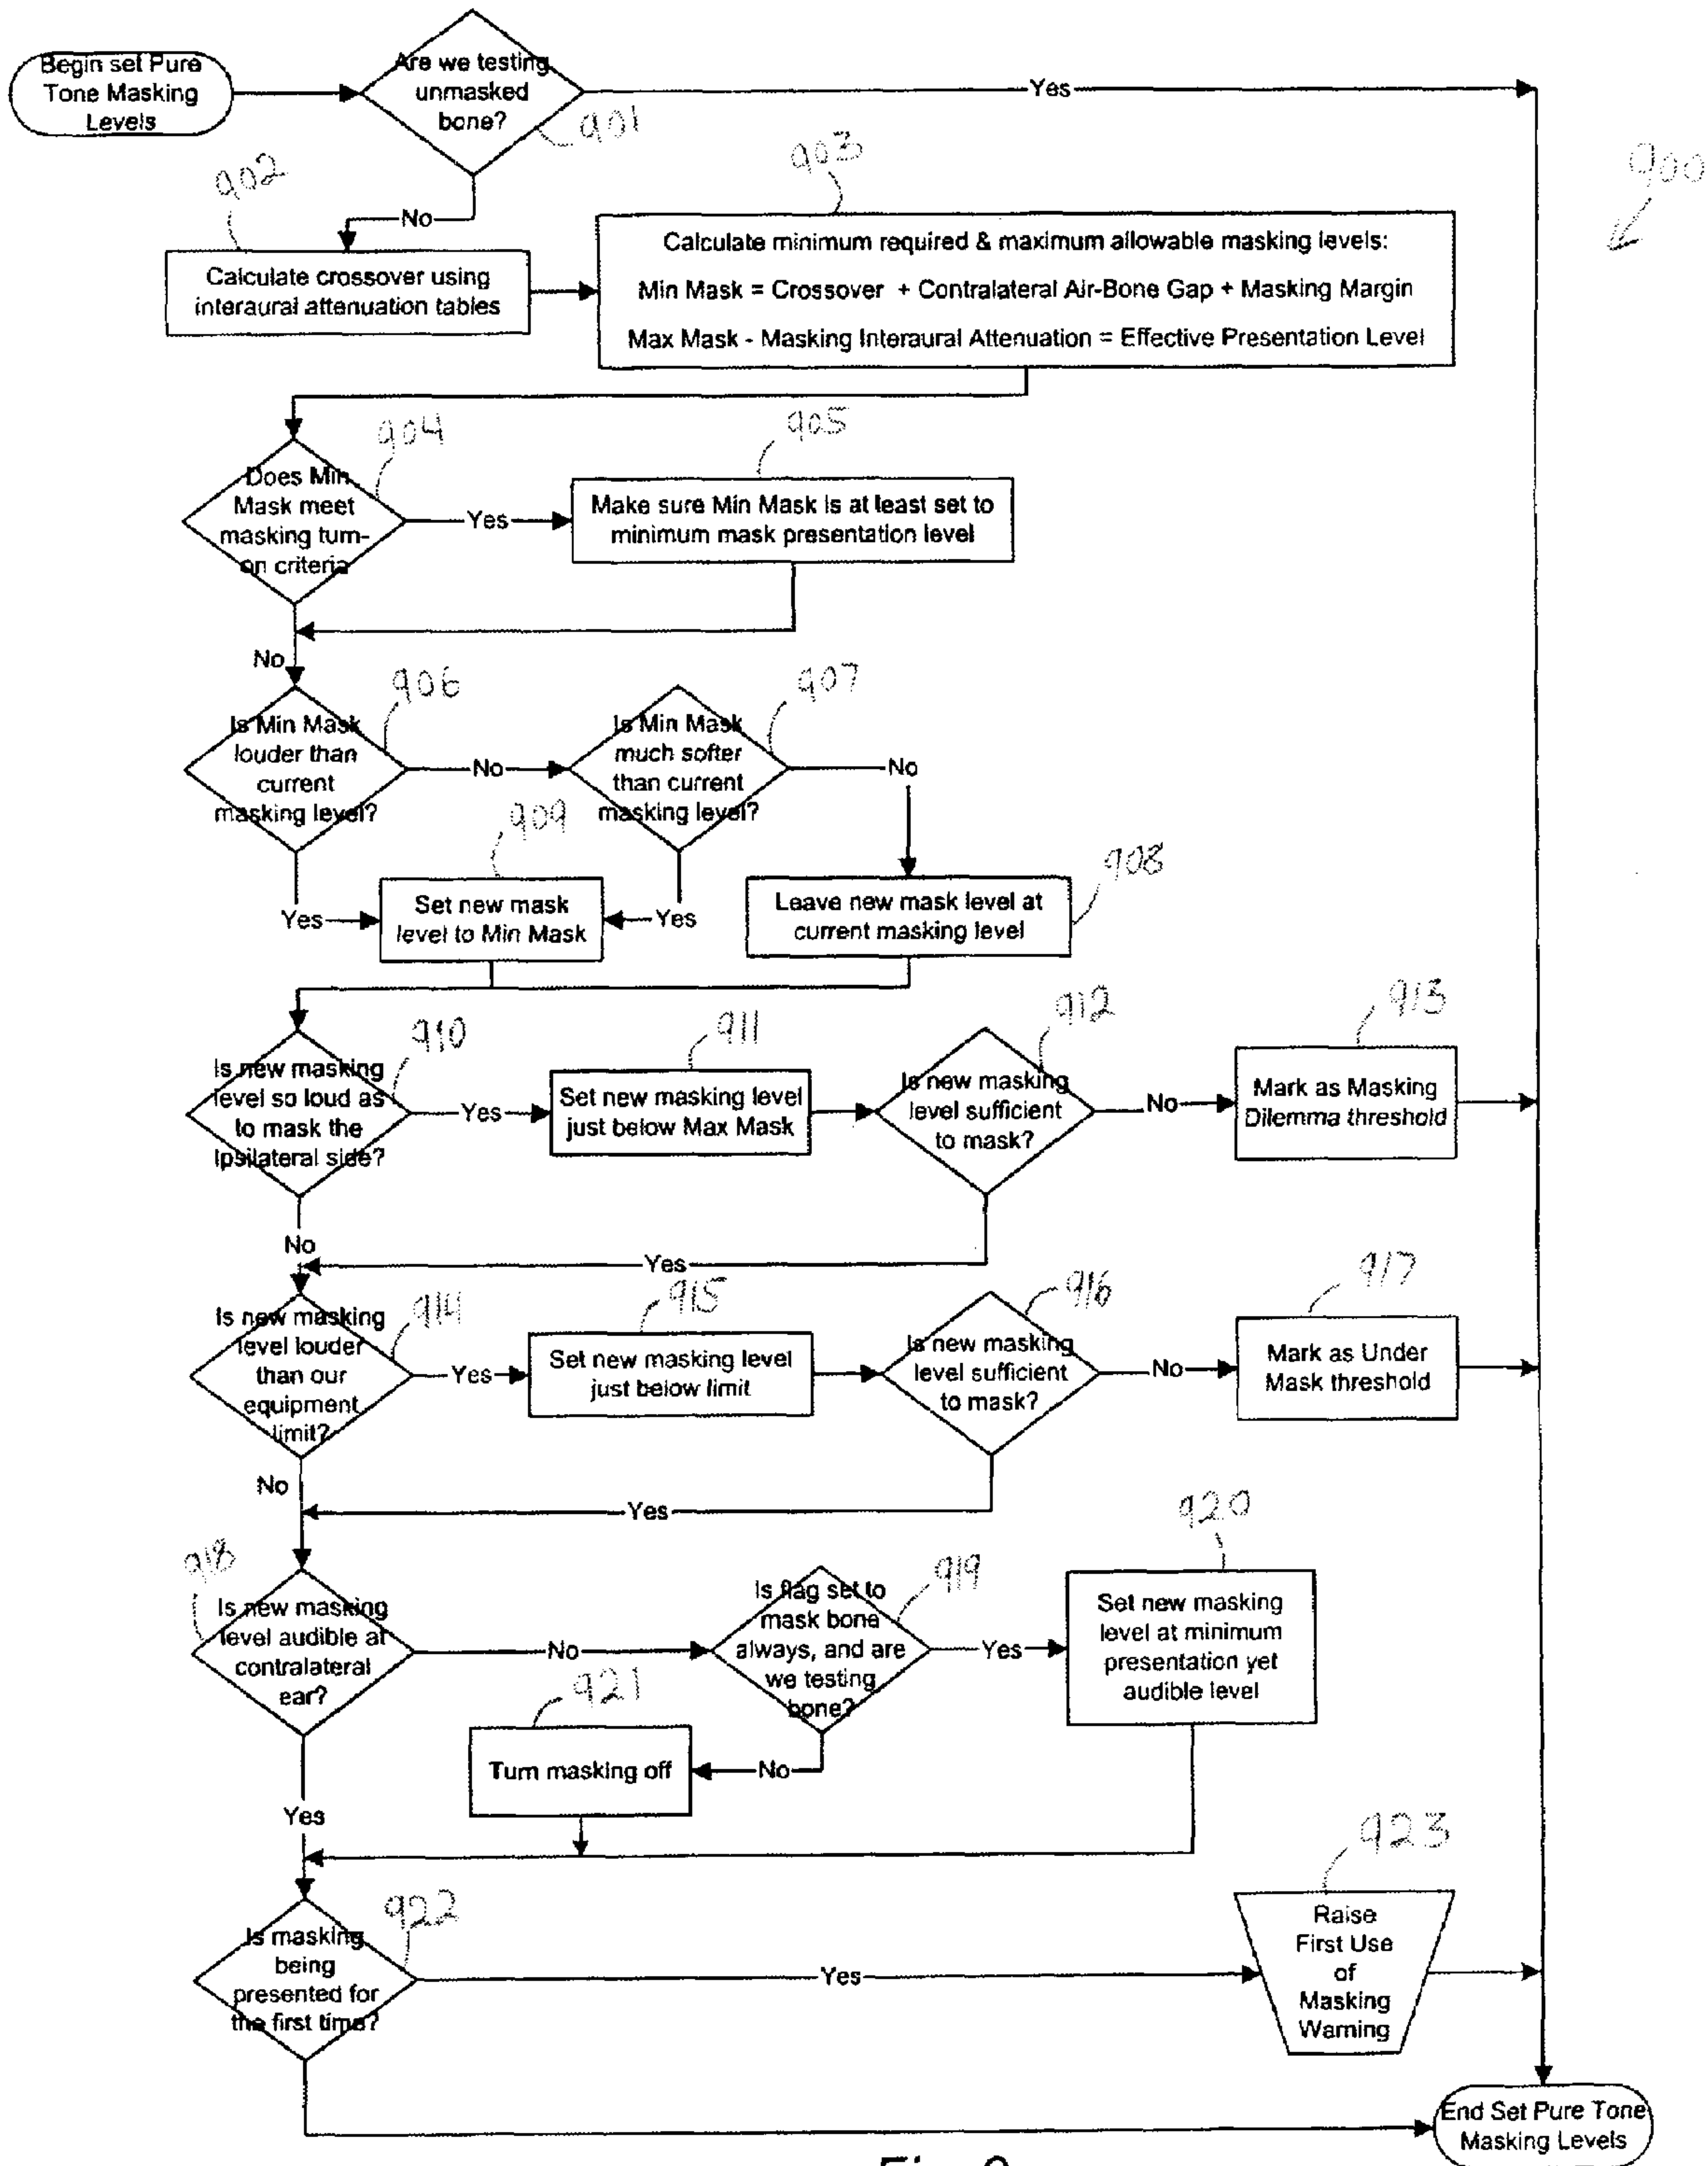 Begin set Pure
Tone Masking
Levels
Are we testing
unmasked
bone?
901
Yes
900
No
902
Calculate crossover using
interaural attenuation tables
903
Calculate minimum required & maximum allowable masking levels:
Min Mask = Crossover + Contralateral Air-Bone Gap + Masking Margin
Max Mask - Masking Interaural Attenuation = Effective Presentation Level
904
Does Min
Mask meet
masking turn-
on criteria
Yes
905
Make sure Min Mask is at least set to
minimum mask presentation level
No
906
Is Min Mask
louder than
current
masking level?
No
907
Is Min Mask
much softer
than current
masking level?
No
Yes
909
Set new mask
level to Min Mask
Yes
908
Leave new mask level at
current masking level
910
Is new masking
level so loud as
to mask the
Ipsilateral side?
Yes
911
Set new masking level
just below Max Mask
912
Is new masking
level sufficient
to mask?
No
913
Mark as Masking
Dilemma threshold
No
Yes
914
Is new masking
level louder
than our
equipment
limit?
Yes
915
Set new masking level
just below limit
916
Is new masking
level sufficient
to mask?
No
917
Mark as Under
Mask threshold
No
Yes
918
Is new masking
level audible at
contralateral
ear?
No
919
Is flag set to
mask bone
always, and are
we testing
bone?
Yes
920
Set new masking
level at minimum
presentation yet
audible level
921
Turn masking off
No
Yes
922
Is masking
being
presented for
the first time?
Yes
923
Raise
First Use
of
Masking
Warning
End Set Pure Tone
Masking Levels